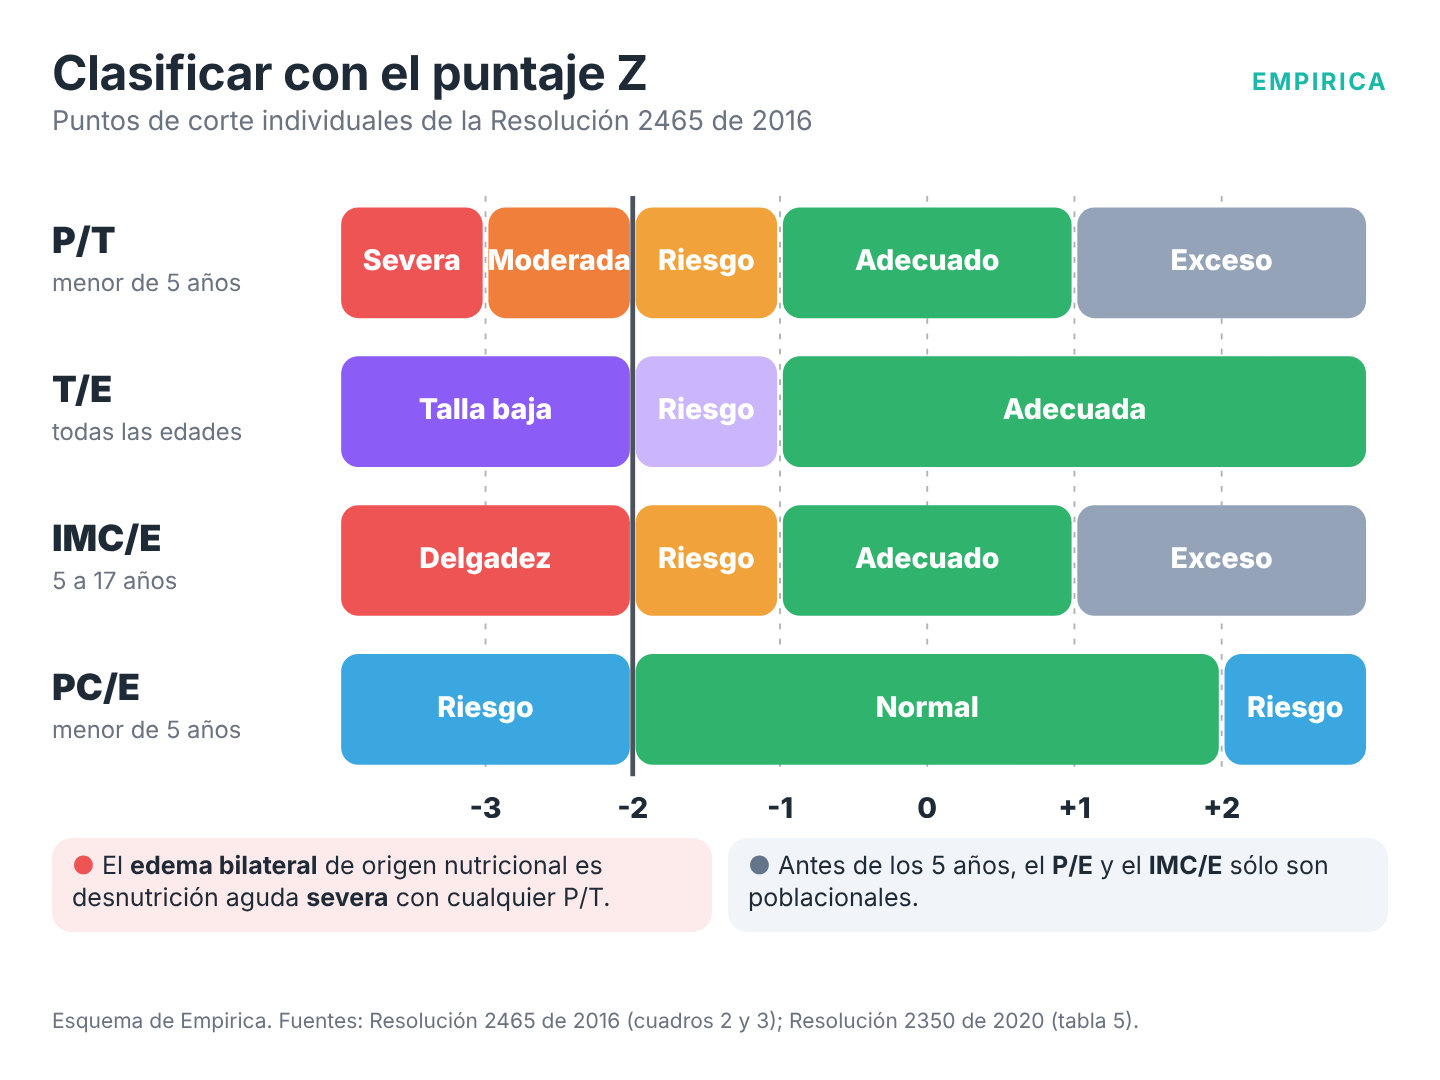 Clasificar con el puntaje Z
EMPIRICA
Puntos de corte individuales de la Resolución 2465 de 2016
P/T
menor de 5 años
Severa
Moderada
Riesgo
Adecuado
Exceso
T/E
todas las edades
Talla baja
Riesgo
Adecuada
IMC/E
5 a 17 años
Delgadez
Riesgo
Adecuado
Exceso
PC/E
menor de 5 años
Riesgo
Normal
Riesgo
-3
-2
-1
0
+1
+2
El edema bilateral de origen nutricional es
desnutrición aguda severa con cualquier P/T.
Antes de los 5 años, el P/E y el IMC/E sólo son
poblacionales.
Esquema de Empirica. Fuentes: Resolución 2465 de 2016 (cuadros 2 y 3); Resolución 2350 de 2020 (tabla 5).